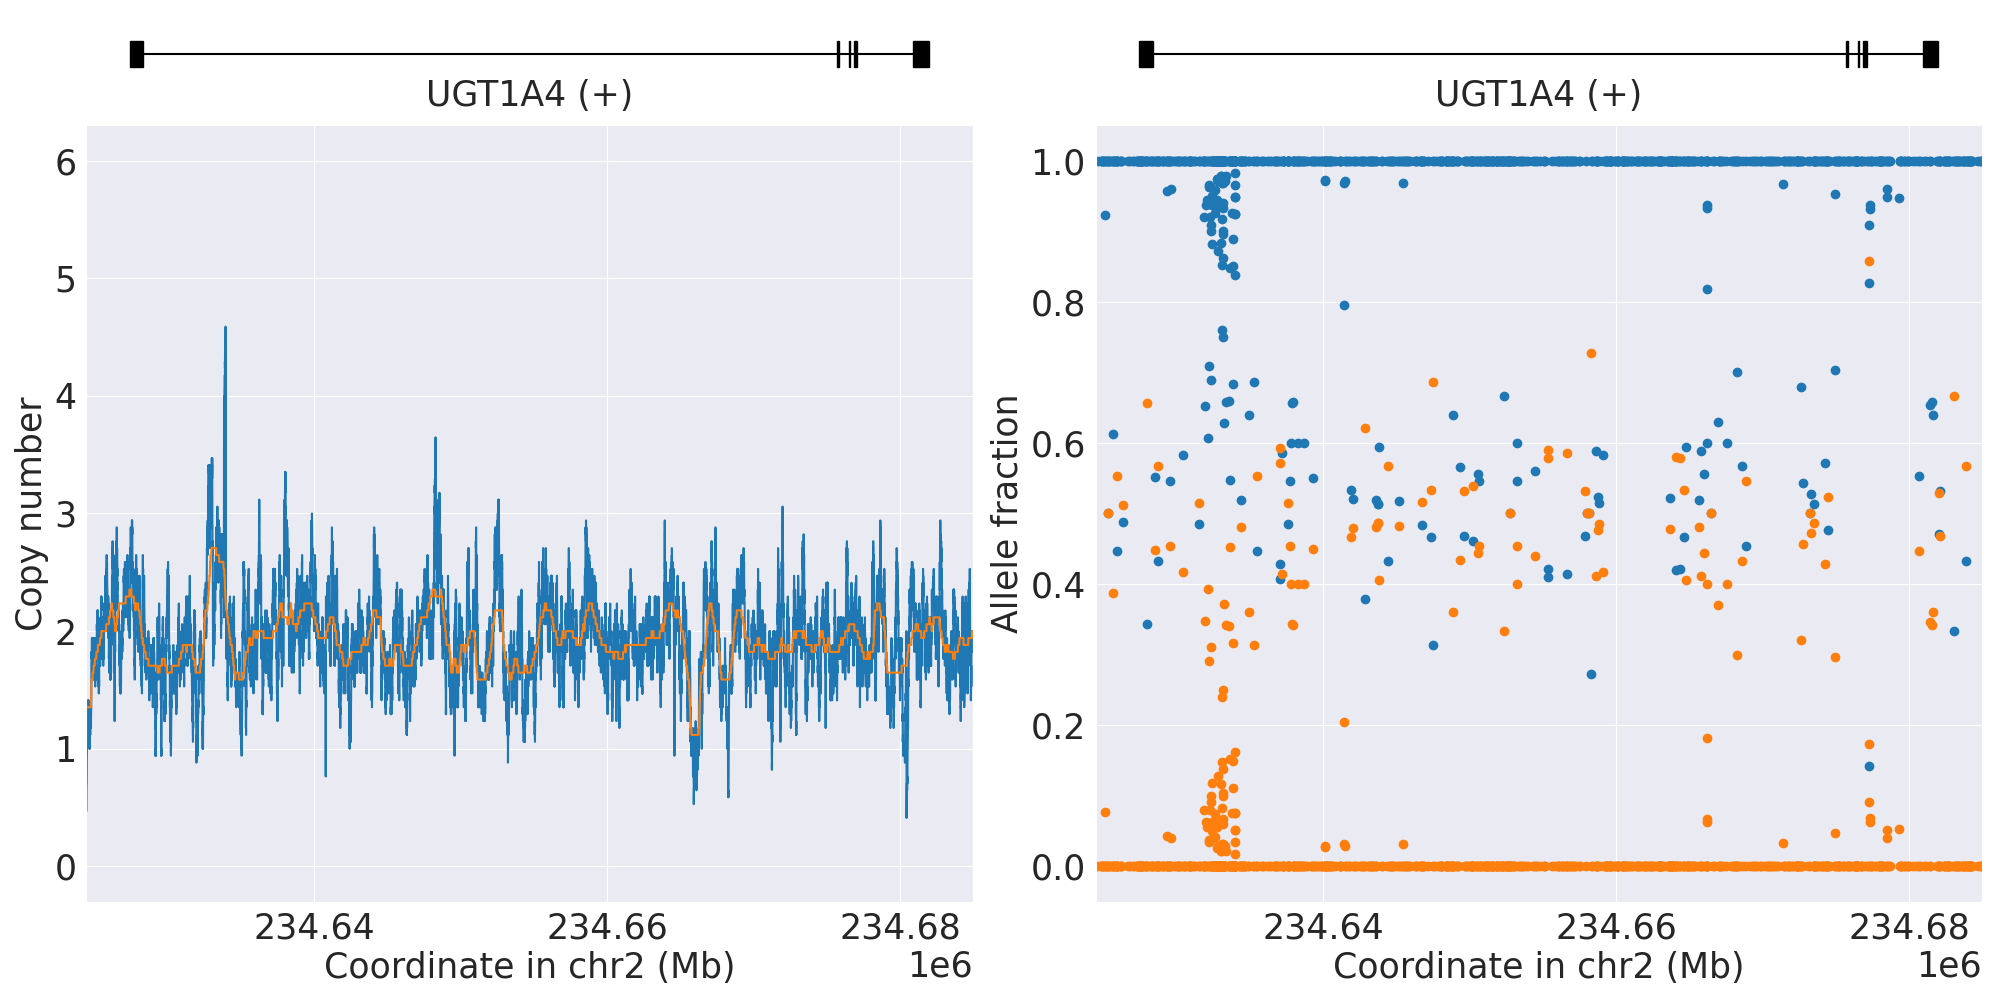 UGT1A4 (+)
Copy number
6
5
4
3
2
1
0
234.64 234.66 234.68
Coordinate in chr2 (Mb)
1e6
UGT1A4 (+)
Allele fraction
1.0
0.8
0.6
0.4
0.2
0.0
234.64 234.66 234.68
Coordinate in chr2 (Mb)
1e6